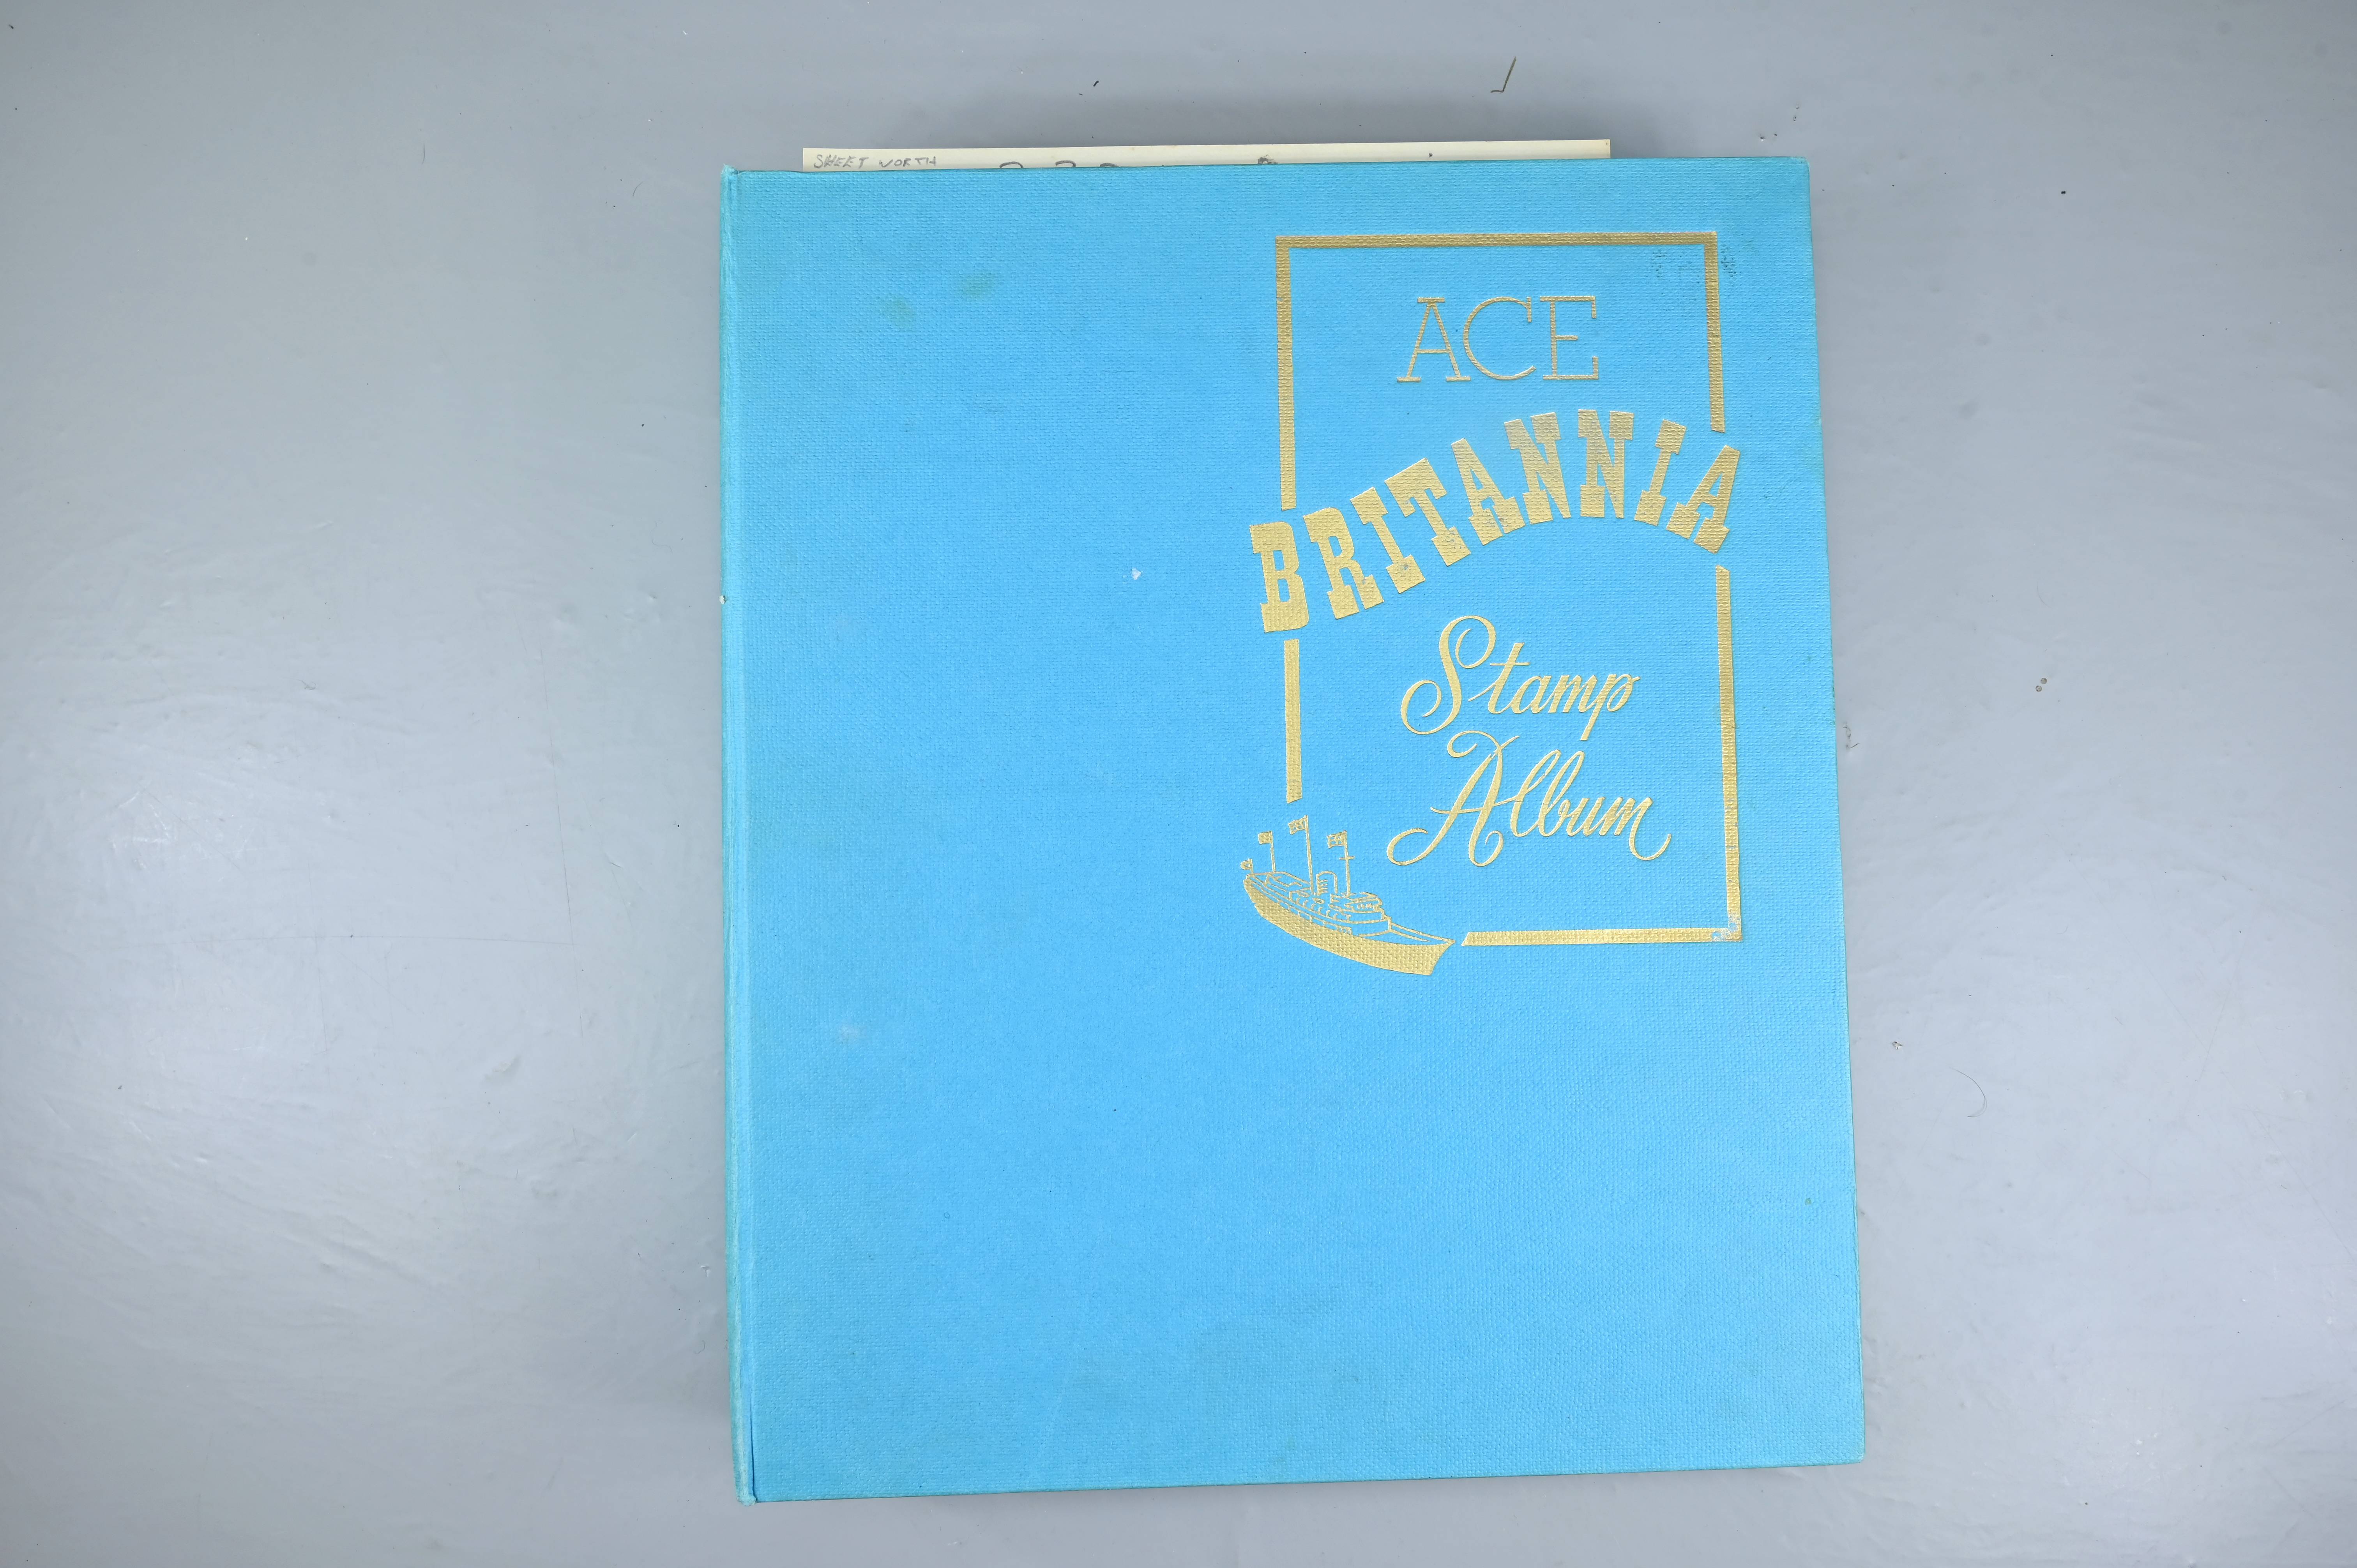 SHEET WORTH
ACE
BRITANNIA
Stamp
Album